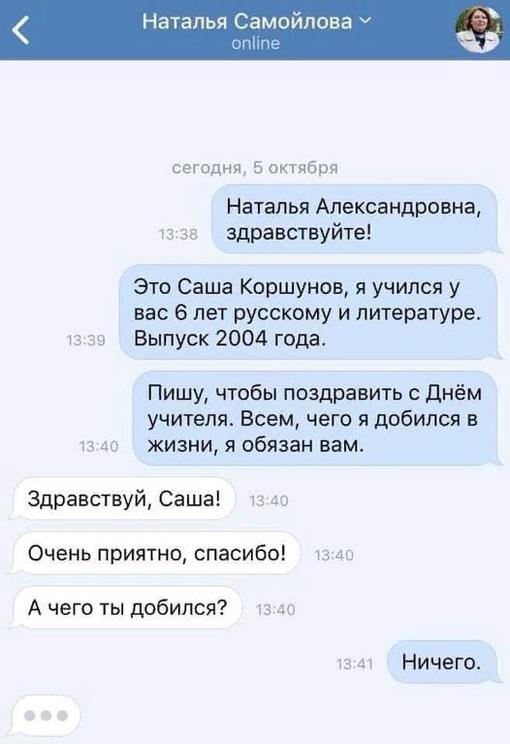 Наталья Самойлова
online
сегодня, 5 октября
Наталья Александровна,
здравствуйте!
13:38
Это Саша Коршунов, я учился у
вас 6 лет русскому и литературе.
Выпуск 2004 года.
13:39
Пишу, чтобы поздравить с Днём
учителя. Всем, чего я добился в
жизни, я обязан вам.
13:40
Здравствуй, Саша!
13:40
Очень приятно, спасибо!
13:40
А чего ты добился?
13:40
Ничего.
13:41